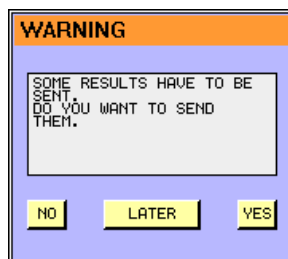 WARNING
SOME RESULTS HAVE TO BE
SENT.
DO YOU WANT TO SEND
THEM.
NO LATER YES